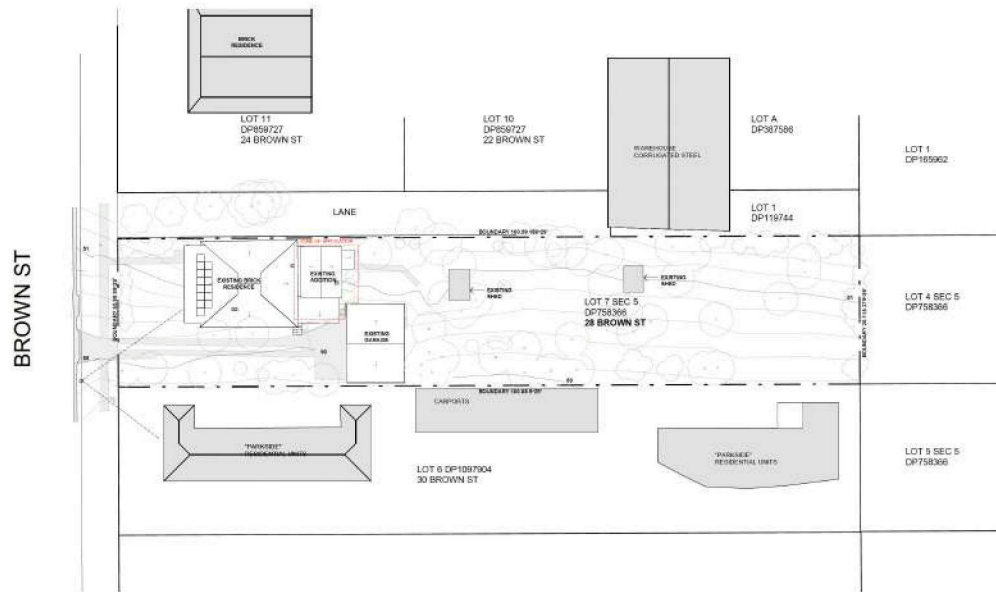 BRICK
RESIDENCE
LOT 11
DP859727
24 BROWN ST
LOT 10
DP859727
22 BROWN ST
LOT A
DP387586
WAREHOUSE
CORRUGATED STEEL
LOT 1
DP165962
LANE
LOT 1
DP119744
BROWN ST
EXISTING BRICK
RESIDENCE
EXISTING
ADDITION
EXISTING
GARAGE
EXISTING
SHED
EXISTING
SHED
LOT 7 SEC 5
DP758366
28 BROWN ST
LOT 4 SEC 5
DP758366
CARPORTS
"PARKSIDE"
RESIDENTIAL UNITS
LOT 6 DP1097904
30 BROWN ST
"PARKSIDE"
RESIDENTIAL UNITS
LOT 5 SEC 5
DP758366